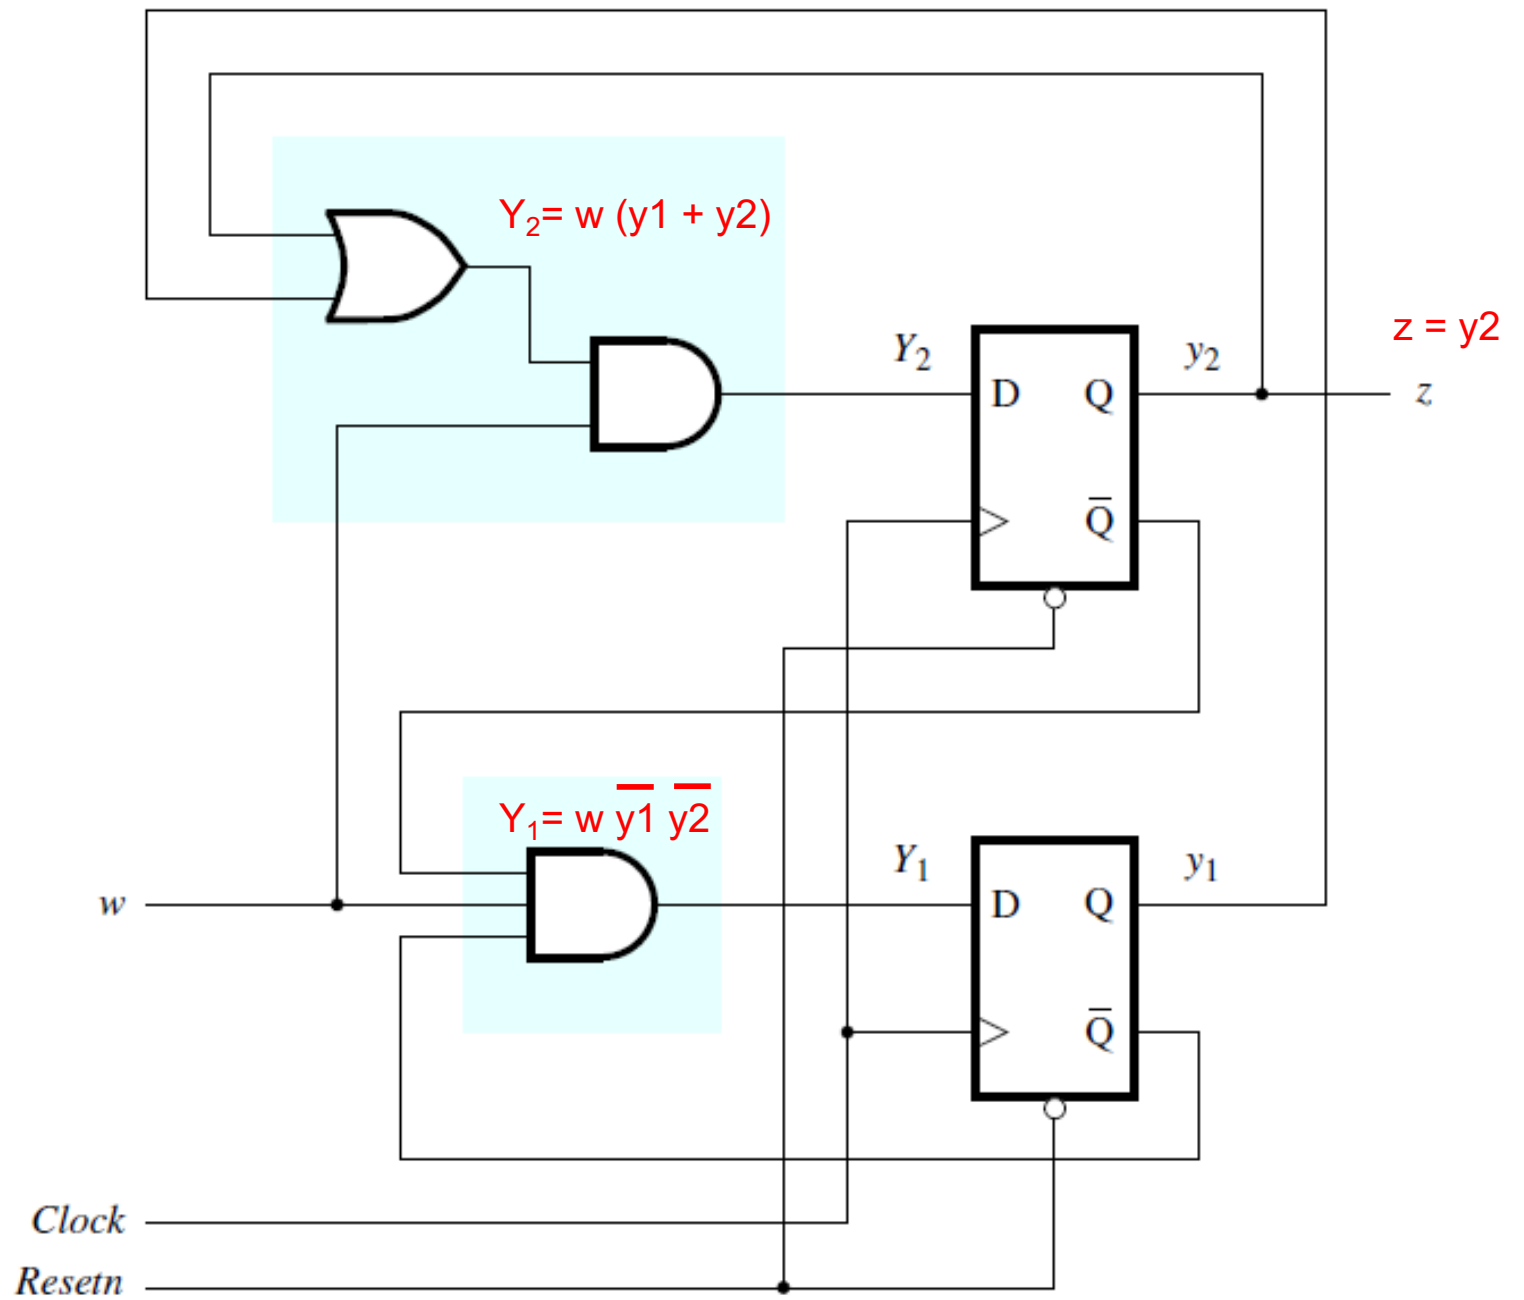 Y₂= w (y1 + y2)
z = y2
Y₂
y₂
D
Q
z
Q̅
Y₁= w y1̅ y2̅
Y₁
y₁
w
D
Q
Q̅
Clock
Resetn